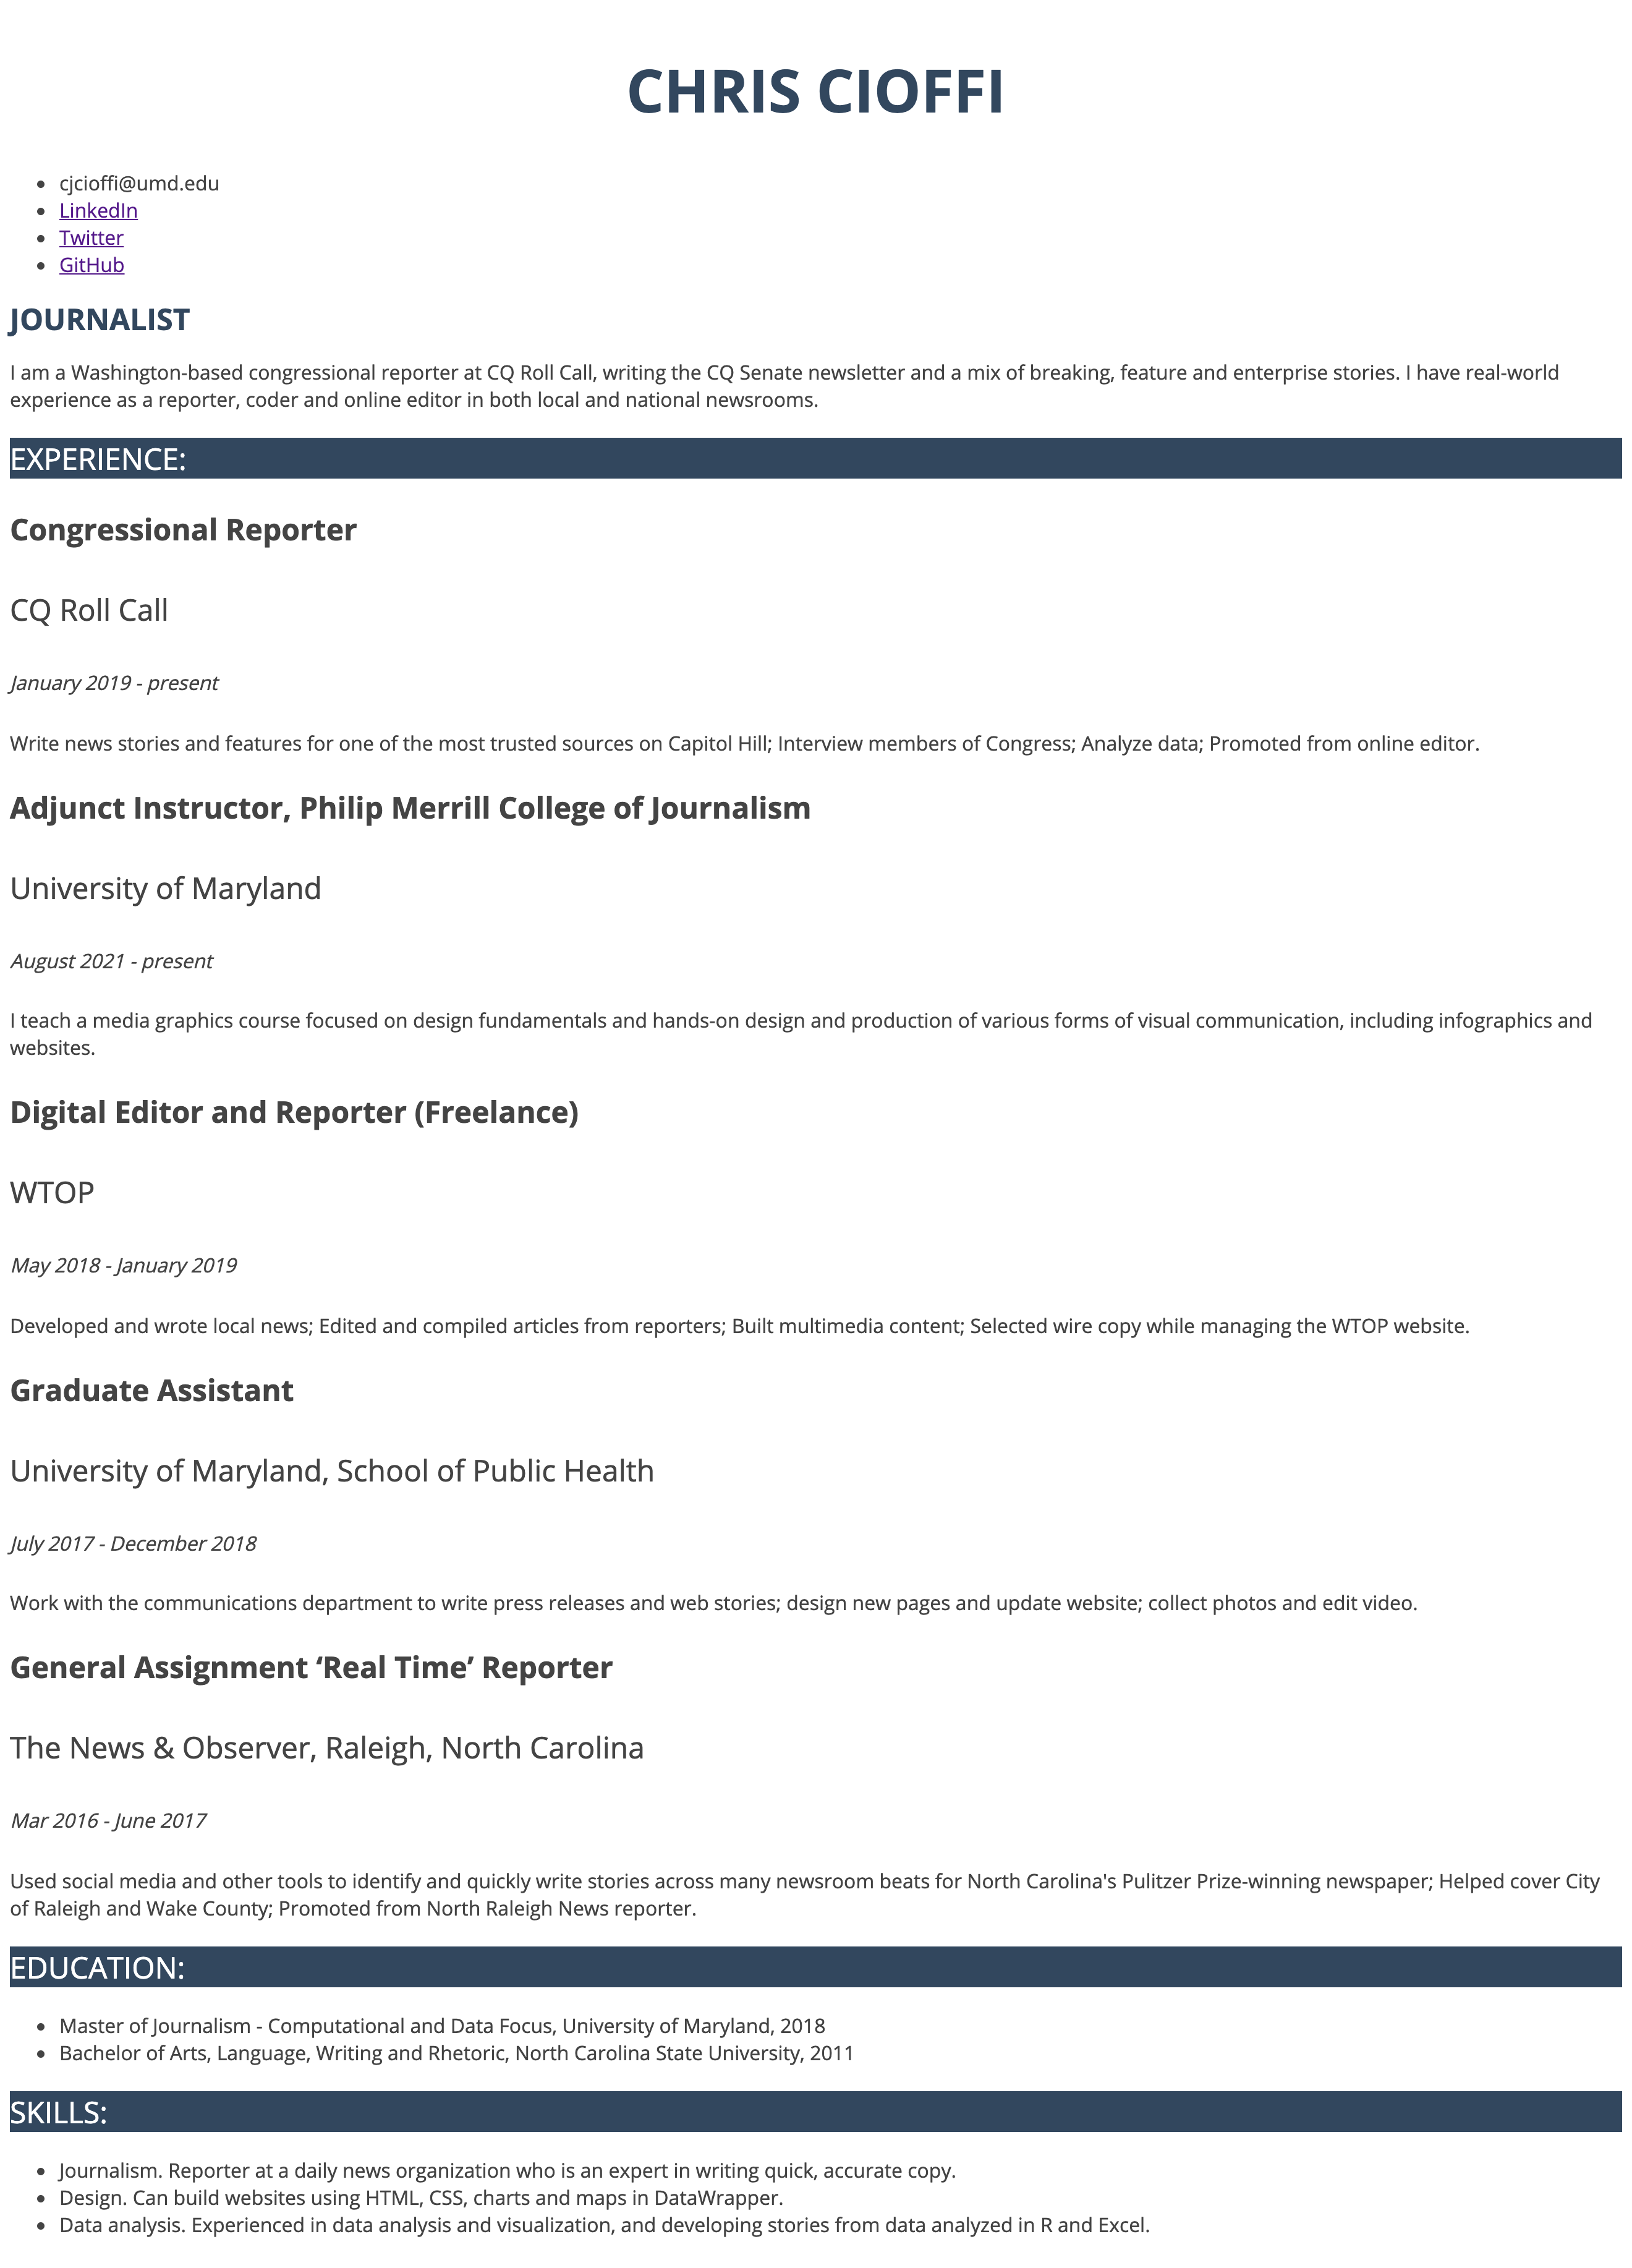 CHRIS CIOFFI
cjcioffi@umd.edu
LinkedIn
Twitter
GitHub
JOURNALIST
I am a Washington-based congressional reporter at CQ Roll Call, writing the CQ Senate newsletter and a mix of breaking, feature and enterprise stories. I have real-world
experience as a reporter, coder and online editor in both local and national newsrooms.
EXPERIENCE:
Congressional Reporter
CQ Roll Call
January 2019 - present
Write news stories and features for one of the most trusted sources on Capitol Hill; Interview members of Congress; Analyze data; Promoted from online editor.
Adjunct Instructor, Philip Merrill College of Journalism
University of Maryland
August 2021 - present
I teach a media graphics course focused on design fundamentals and hands-on design and production of various forms of visual communication, including infographics and
websites.
Digital Editor and Reporter (Freelance)
WTOP
May 2018 - January 2019
Developed and wrote local news; Edited and compiled articles from reporters; Built multimedia content; Selected wire copy while managing the WTOP website.
Graduate Assistant
University of Maryland, School of Public Health
July 2017 - December 2018
Work with the communications department to write press releases and web stories; design new pages and update website; collect photos and edit video.
General Assignment ‘Real Time’ Reporter
The News & Observer, Raleigh, North Carolina
Mar 2016 - June 2017
Used social media and other tools to identify and quickly write stories across many newsroom beats for North Carolina's Pulitzer Prize-winning newspaper; Helped cover City
of Raleigh and Wake County; Promoted from North Raleigh News reporter.
EDUCATION:
Master of Journalism - Computational and Data Focus, University of Maryland, 2018
Bachelor of Arts, Language, Writing and Rhetoric, North Carolina State University, 2011
SKILLS:
Journalism. Reporter at a daily news organization who is an expert in writing quick, accurate copy.
Design. Can build websites using HTML, CSS, charts and maps in DataWrapper.
Data analysis. Experienced in data analysis and visualization, and developing stories from data analyzed in R and Excel.